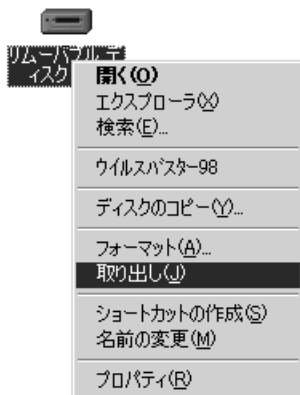 リムーバブル デ
ィスク
開く(O)
エクスプローラ(X)
検索(E)...
ウイルスバスター98
ディスクのコピー(Y)...
フォーマット(A)...
取り出し(J)
ショートカットの作成(S)
名前の変更(M)
プロパティ(R)